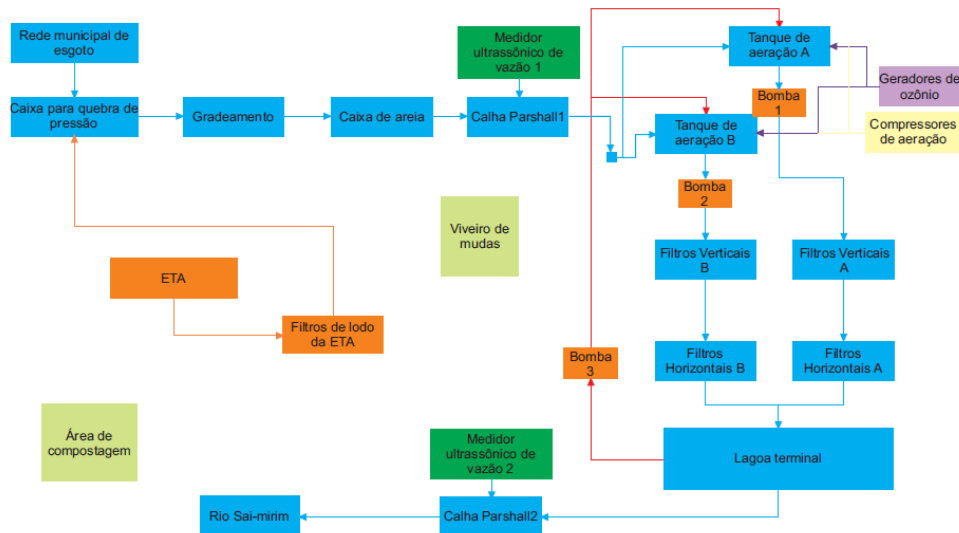 Rede municipal de
esgoto
Medidor
ultrassônico de
vazão 1
Tanque de
aeração A
Geradores de
ozônio
Caixa para quebra de
pressão
Gradeamento
Caixa de areia
Calha Parshall1
Bomba
1
Tanque de
aeração B
Compressores
de aeração
Bomba
2
Viveiro de
mudas
Filtros Verticais
B
Filtros Verticais
A
ETA
Filtros de lodo
da ETA
Bomba
3
Filtros
Horizontais B
Filtros
Horizontais A
Área de
compostagem
Medidor
ultrassônico de
vazão 2
Lagoa terminal
Rio Sai-mirim
Calha Parshall2